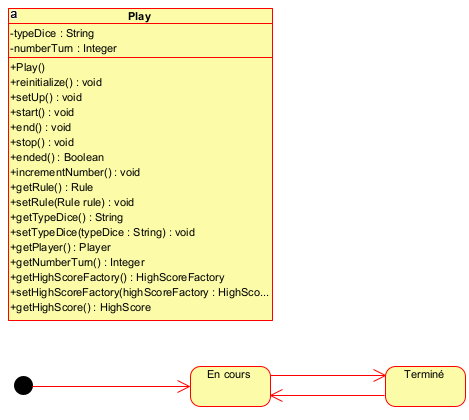 a
Play
-typeDice : String
-numberTurn : Integer
+Play()
+reinitialize() : void
+setUp() : void
+start() : void
+end() : void
+stop() : void
+ended() : Boolean
+incrementNumber() : void
+getRule() : Rule
+setRule(Rule rule) : void
+getTypeDice() : String
+setTypeDice(typeDice : String) : void
+getPlayer() : Player
+getNumberTurn() : Integer
+getHighScoreFactory() : HighScoreFactory
+setHighScoreFactory(highScoreFactory : HighSco...
+getHighScore() : HighScore
En cours
Terminé